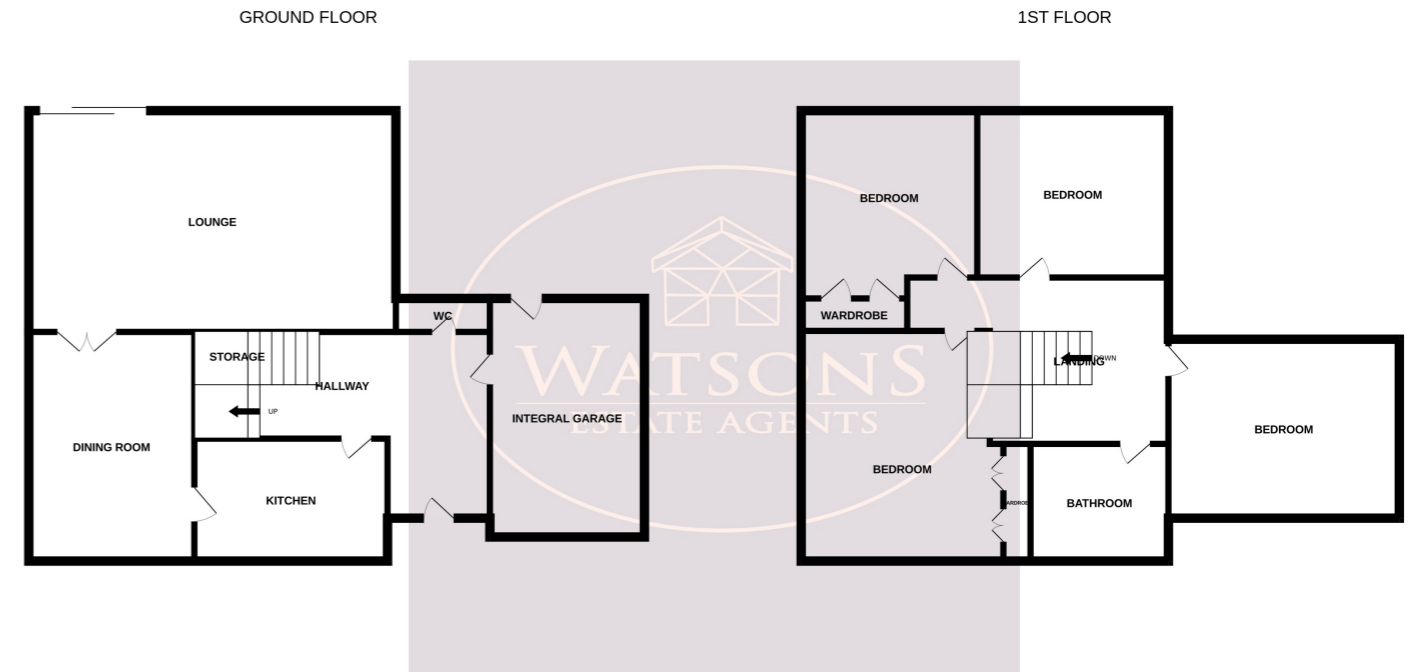 GROUND FLOOR
1ST FLOOR
LOUNGE
WC
STORAGE
HALLWAY
UP
DINING ROOM
KITCHEN
INTEGRAL GARAGE
WATSONS
ESTATE AGENTS
BEDROOM
BEDROOM
WARDROBE
LANDING
DOWN
BEDROOM
BEDROOM
BATHROOM